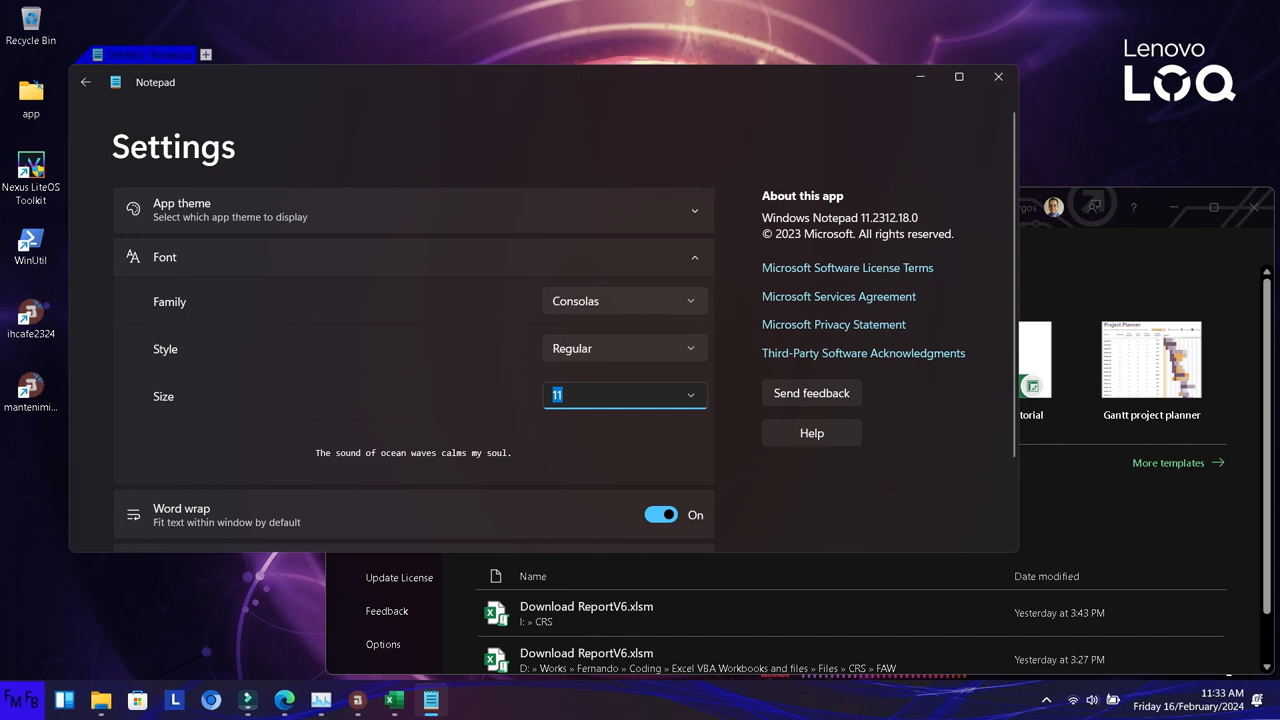 Recycle Bin
app
Nexus LiteOS
Toolkit
WinUtil
ihcafe2324
mantenimi...
Lenovo
LOQ
Notepad
Settings
App theme
Select which app theme to display
Font
Family
Consolas
Style
Regular
Size
11
The sound of ocean waves calms my soul.
Word wrap
Fit text within window by default
On
About this app
Windows Notepad 11.2312.18.0
© 2023 Microsoft. All rights reserved.
Microsoft Software License Terms
Microsoft Services Agreement
Microsoft Privacy Statement
Third-Party Software Acknowledgments
Send feedback
Help
?
Project Planner
torial
Gantt project planner
More templates
Update License
Feedback
Options
Name
Date modified
Download ReportV6.xlsm
I: » CRS
Yesterday at 3:43 PM
Download ReportV6.xlsm
D: » Works » Fernando » Coding » Excel VBA Workbooks and files » Files » CRS » FAW
Yesterday at 3:27 PM
FM FB
L
11:33 AM
Friday 16/February/2024